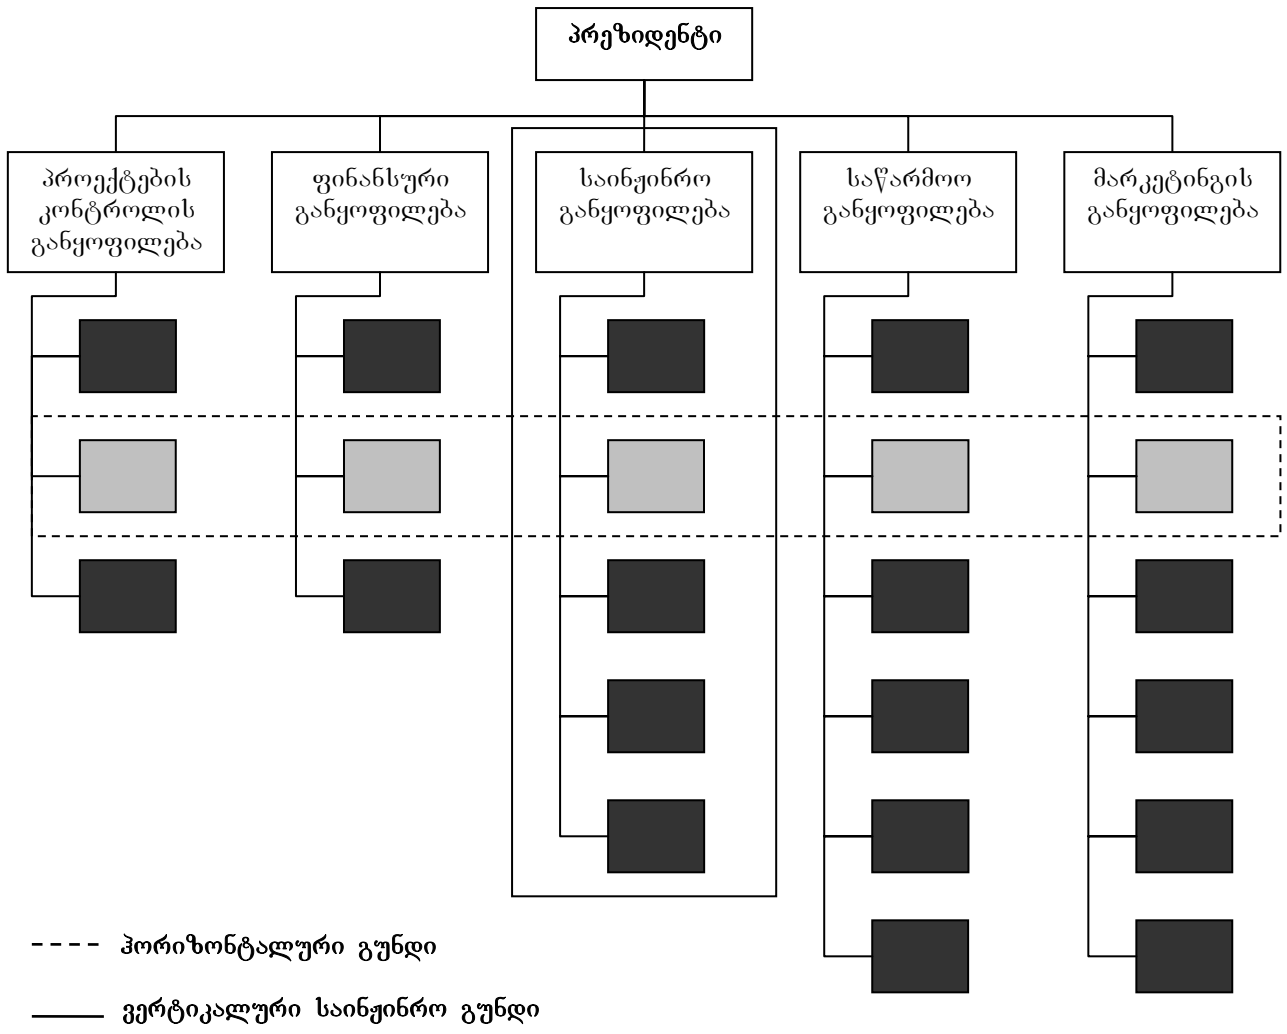 პრეზიდენტი
პროექტების
კონტროლის
განყოფილება
ფინანსური
განყოფილება
საინჟინრო
განყოფილება
საწარმოო
განყოფილება
მარკეტინგის
განყოფილება
ჰორიზონტალური გუნდი
ვერტიკალური საინჟინრო გუნდი